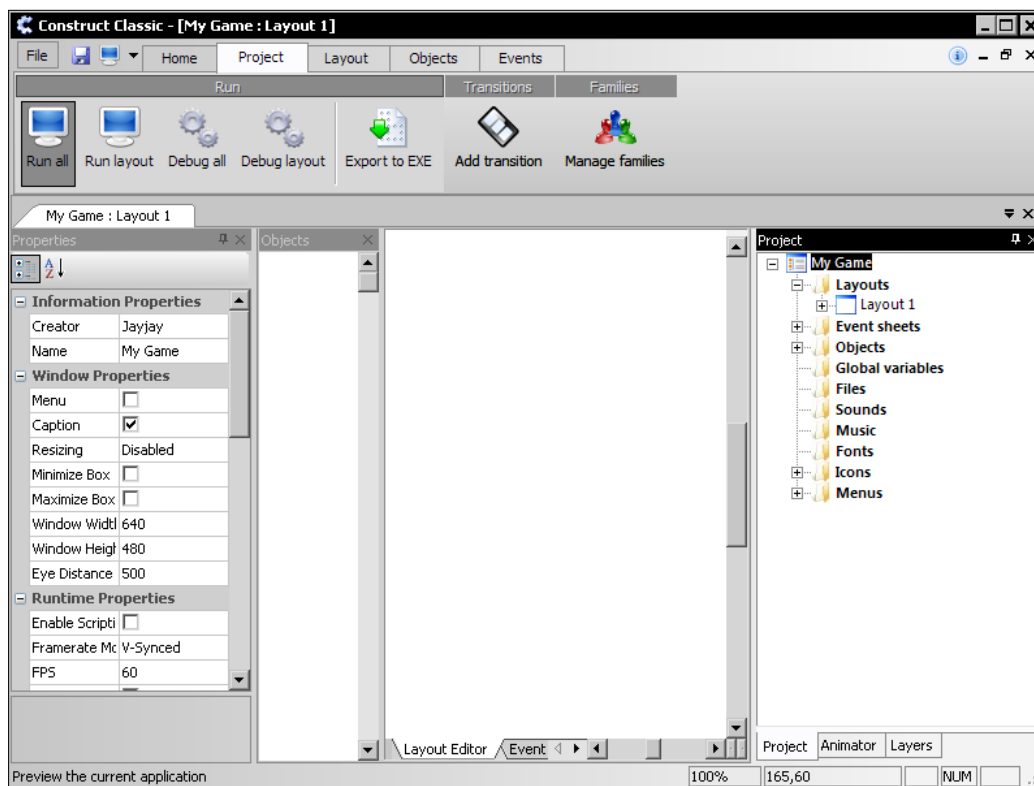 Construct Classic - [My Game : Layout 1]
File Home Project Layout Objects Events
Run Transitions Families
Run all Run layout Debug all Debug layout Export to EXE Add transition Manage families
My Game : Layout 1
Properties
Information Properties
Creator Jayjay
Name My Game
Window Properties
Menu
Caption
Resizing Disabled
Minimize Box
Maximize Box
Window Widtl 640
Window Heigł 480
Eye Distance 500
Runtime Properties
Enable Scripti
Framerate Mc V-Synced
FPS 60
Objects
Layout Editor Event
Project
My Game
Layouts
Layout 1
Event sheets
Objects
Global variables
Files
Sounds
Music
Fonts
Icons
Menus
Project Animator Layers
Preview the current application 100% 165,60 NUM